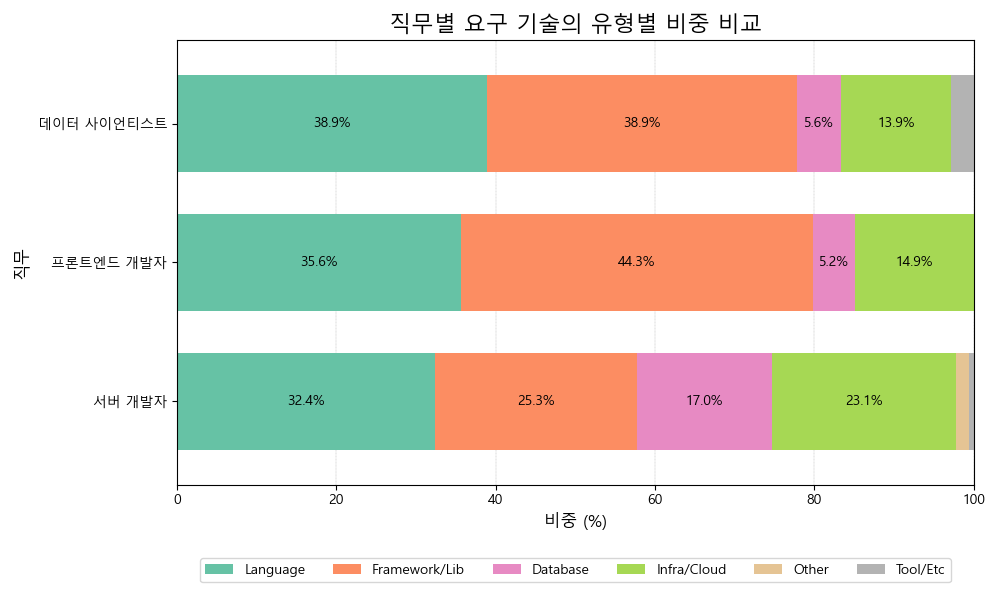 직무별 요구 기술의 유형별 비중 비교
직무
데이터 사이언티스트
38.9%
38.9%
5.6%
13.9%
프론트엔드 개발자
35.6%
44.3%
5.2%
14.9%
서버 개발자
32.4%
25.3%
17.0%
23.1%
0
20
40
60
80
100
비중 (%)
Language
Framework/Lib
Database
Infra/Cloud
Other
Tool/Etc